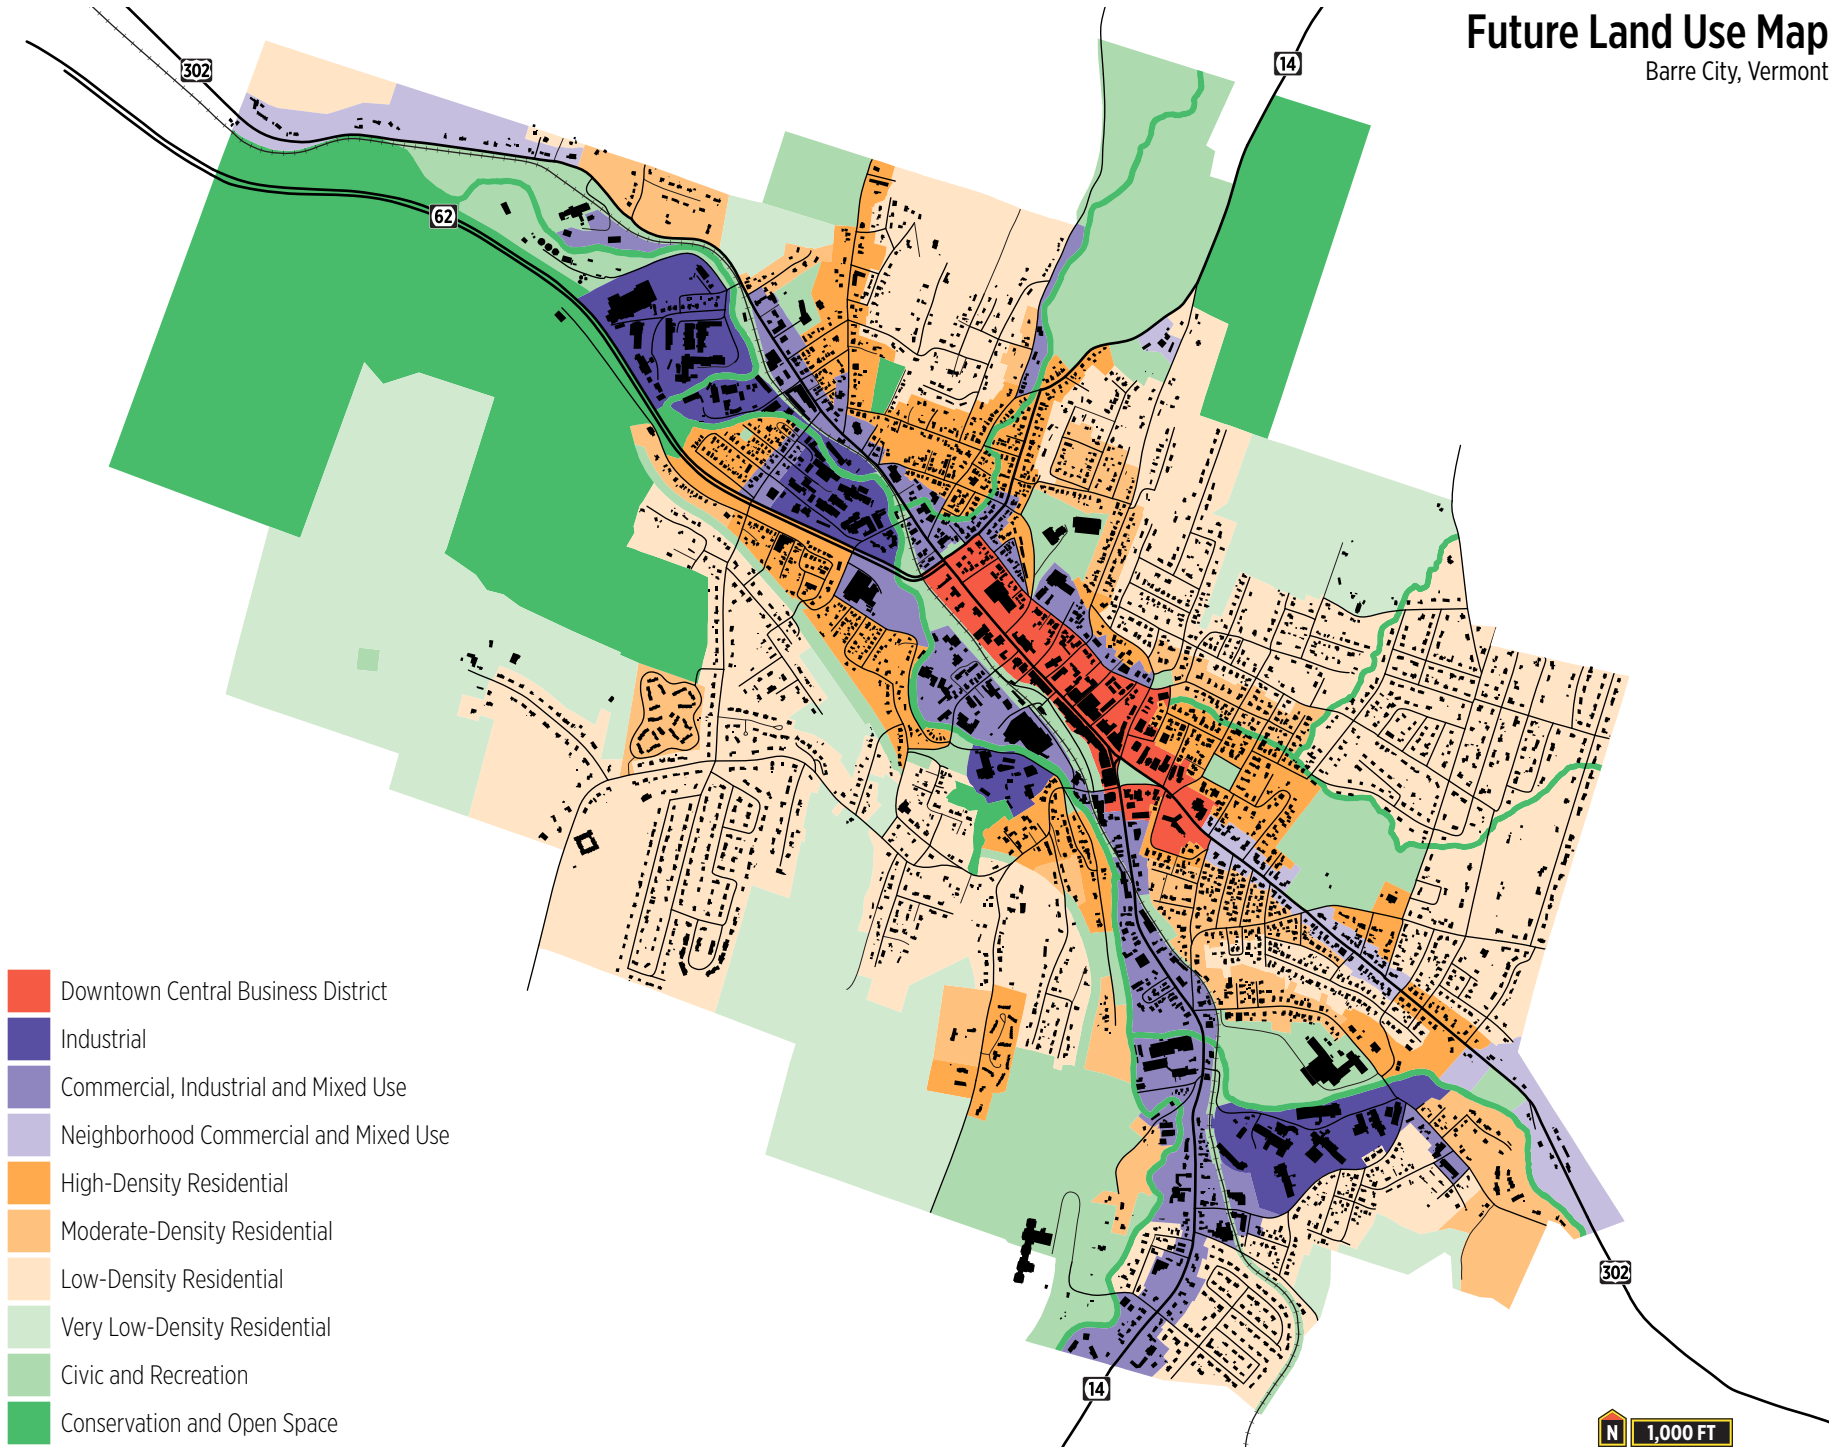 Future Land Use Map
Barre City, Vermont
302
14
62
Downtown Central Business District
Industrial
Commercial, Industrial and Mixed Use
Neighborhood Commercial and Mixed Use
High-Density Residential
Moderate-Density Residential
Low-Density Residential
Very Low-Density Residential
Civic and Recreation
Conservation and Open Space
302
14
N 1,000 FT